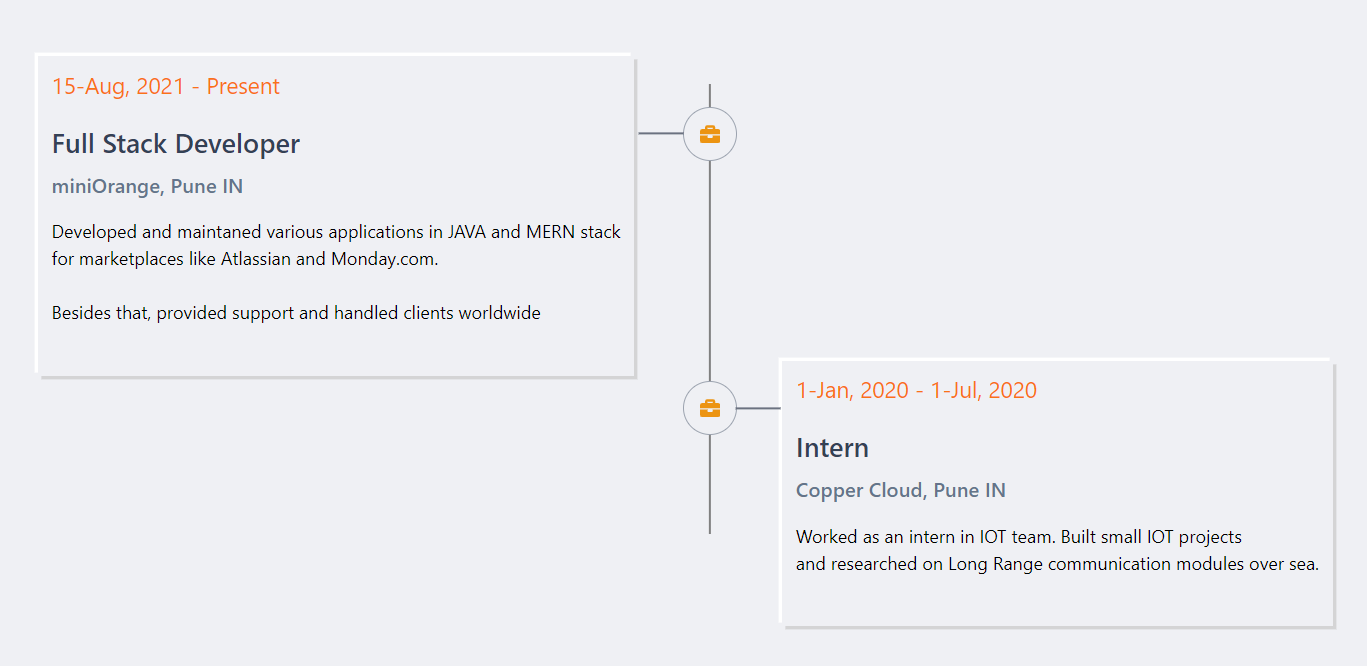 15-Aug, 2021 - Present
Full Stack Developer
miniOrange, Pune IN
Developed and maintaned various applications in JAVA and MERN stack
for marketplaces like Atlassian and Monday.com.
Besides that, provided support and handled clients worldwide
1-Jan, 2020 - 1-Jul, 2020
Intern
Copper Cloud, Pune IN
Worked as an intern in IOT team. Built small IOT projects
and researched on Long Range communication modules over sea.